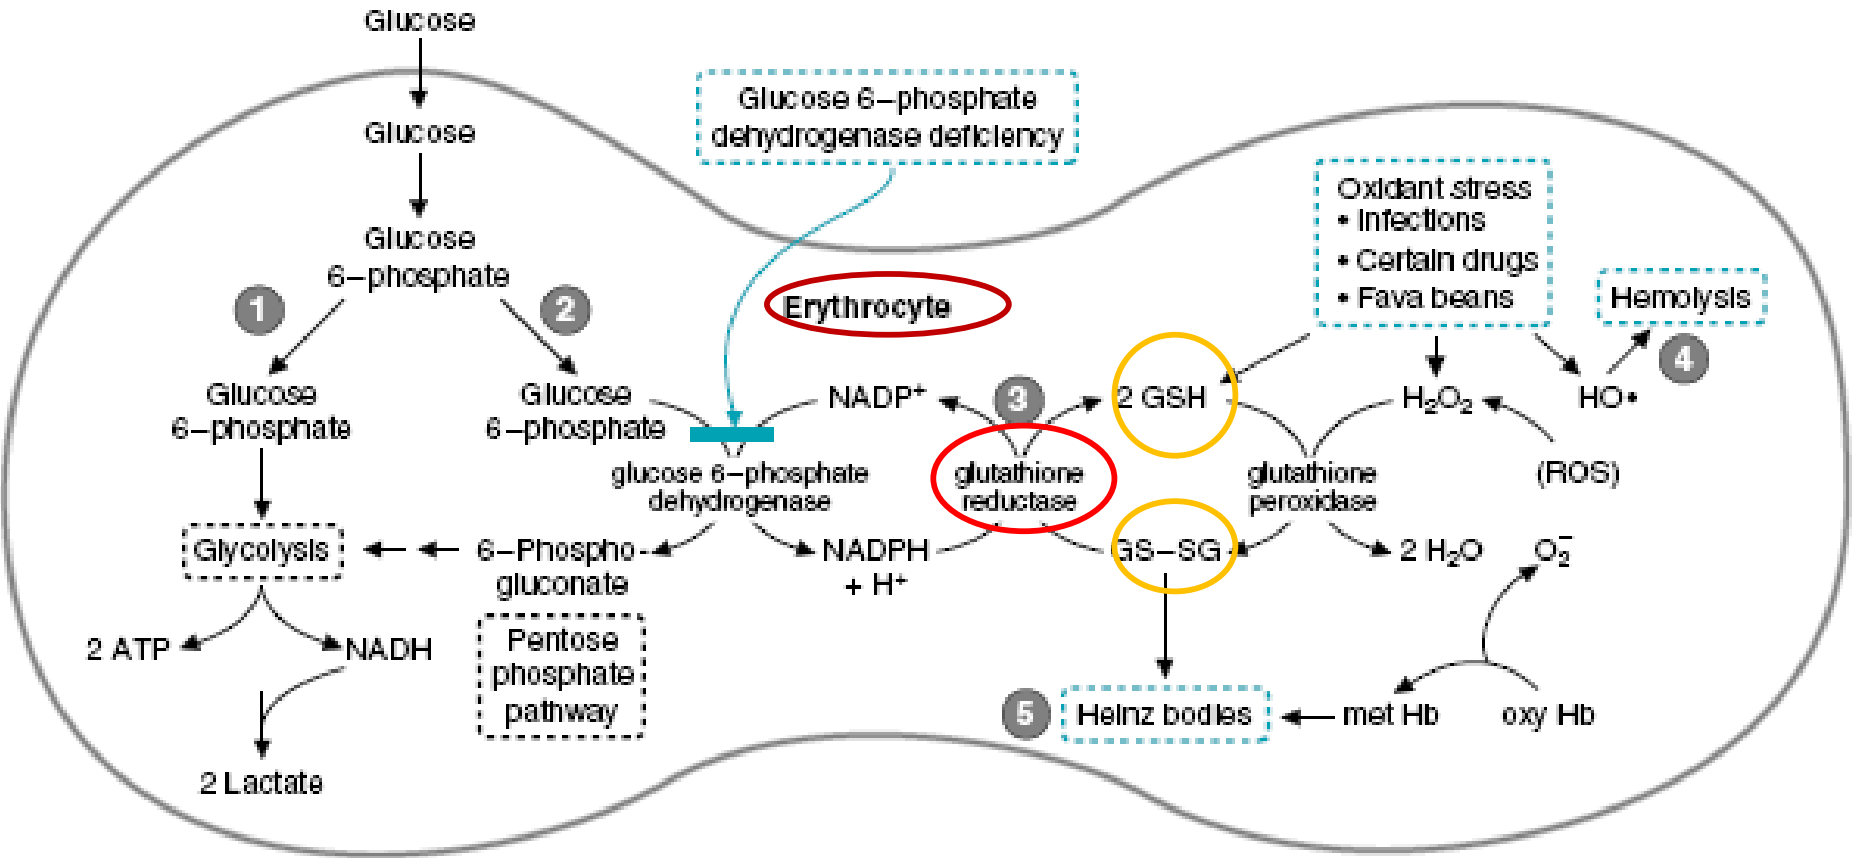 Glucose
Glucose
Glucose
6–phosphate
1
2
Glucose
6–phosphate
Glucose
6–phosphate
Glucose 6–phosphate
dehydrogenase deficiency
Erythrocyte
NADP⁺
glucose 6–phosphate
dehydrogenase
NADPH
+ H⁺
6–Phospho-
gluconate
Glycolysis
2 ATP
NADH
2 Lactate
Pentose
phosphate
pathway
3
glutathione
reductase
2 GSH
GS–SG
glutathione
peroxidase
Oxidant stress
• Infections
• Certain drugs
• Fava beans
Hemolysis
4
H₂O₂
HO•
(ROS)
2 H₂O
O₂⁻
5
Heinz bodies
met Hb
oxy Hb